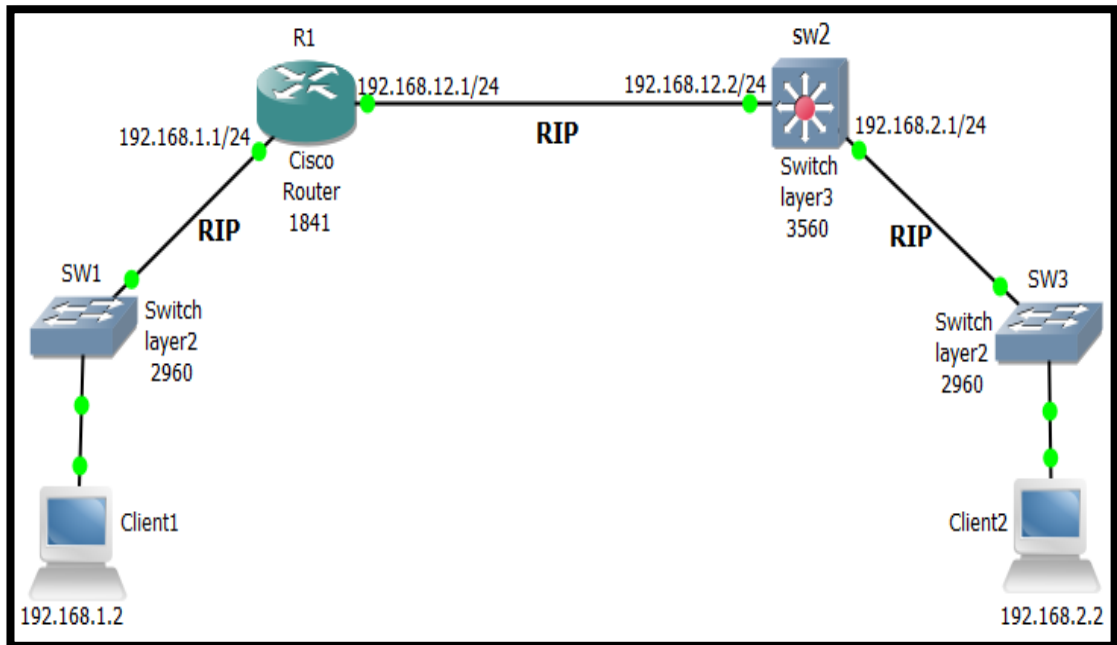 R1
sw2
192.168.12.1/24
192.168.12.2/24
192.168.1.1/24
RIP
192.168.2.1/24
Cisco
Router
1841
Switch
layer3
3560
RIP
RIP
SW1
SW3
Switch
layer2
2960
Switch
layer2
2960
Client1
Client2
192.168.1.2
192.168.2.2